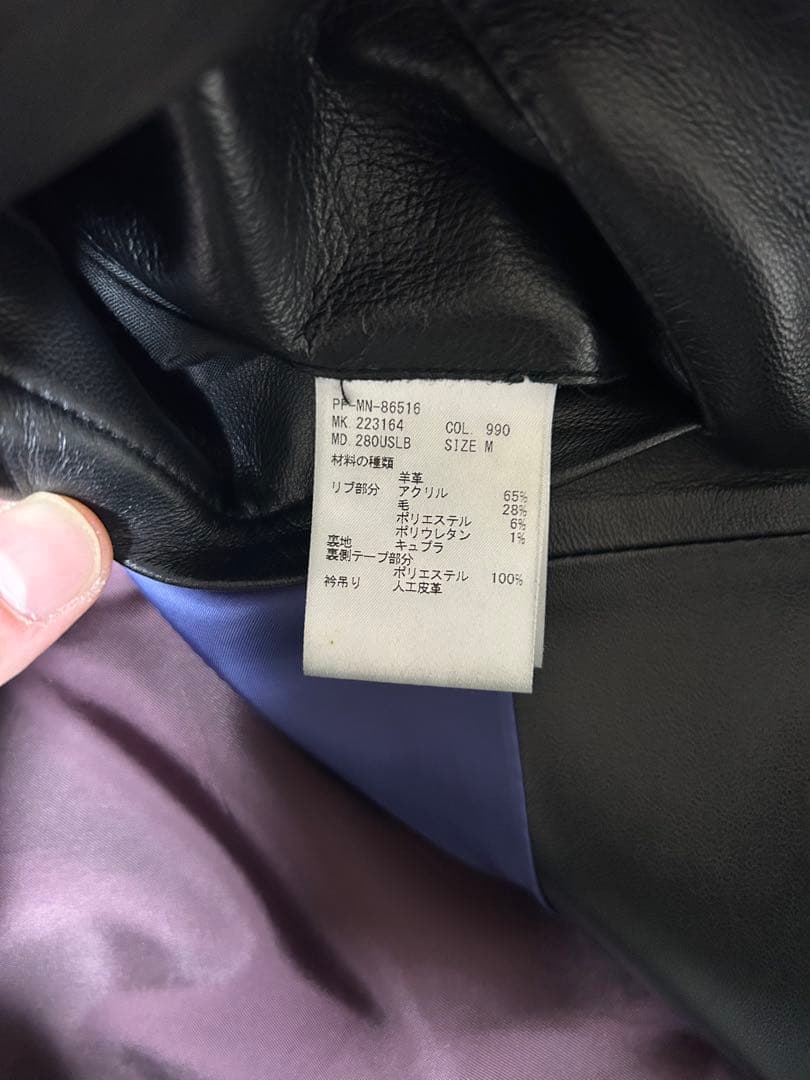 PF-MN-86516
MK. 223164 COL. 990
MD. 280USLB SIZE M
材料の種類
羊革
リブ部分 アクリル 65%
毛 28%
ポリエステル 6%
ポリウレタン 1%
裏地 キュプラ
裏側テープ部分
ポリエステル 100%
衿吊り 人工皮革